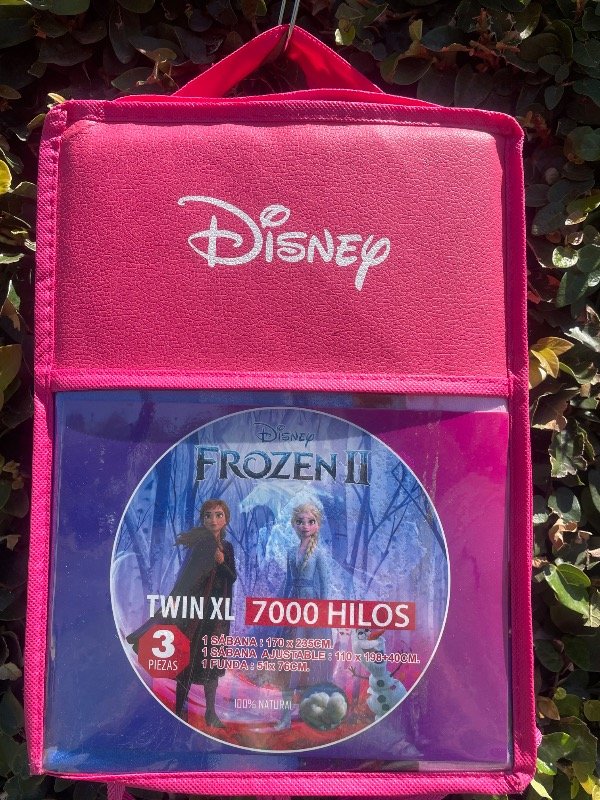 Disney
Disney
FROZEN II
TWIN XL 7000 HILOS
3
PIEZAS
1 SÁBANA : 170 x 235CM.
1 SÁBANA AJUSTABLE : 110 x 198+40CM.
1 FUNDA : 51x 76CM.
100% NATURAL